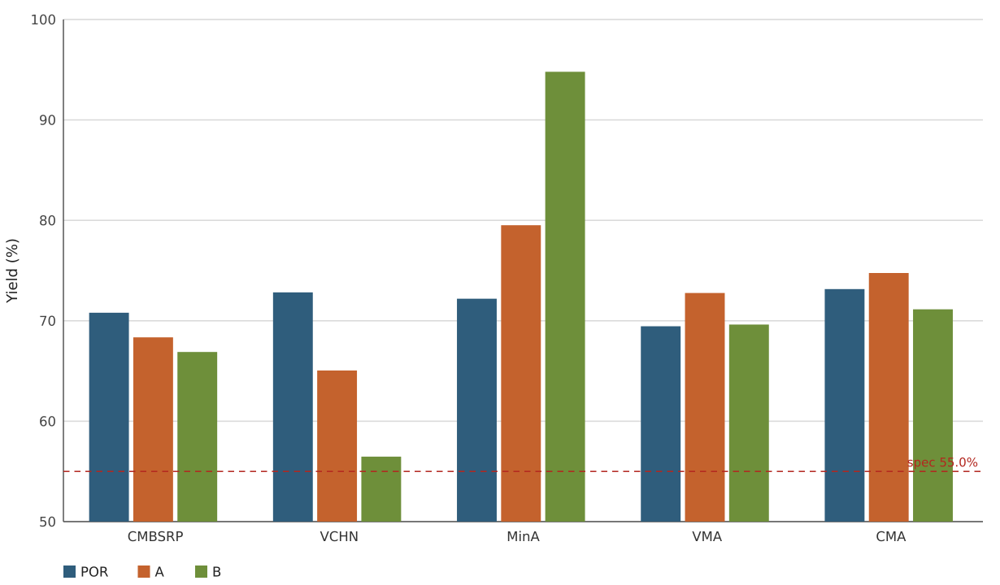 100
90
80
70
60
50
Yield (%)
spec 55.0%
CMBSRP VCHN MinA VMA CMA
POR A B